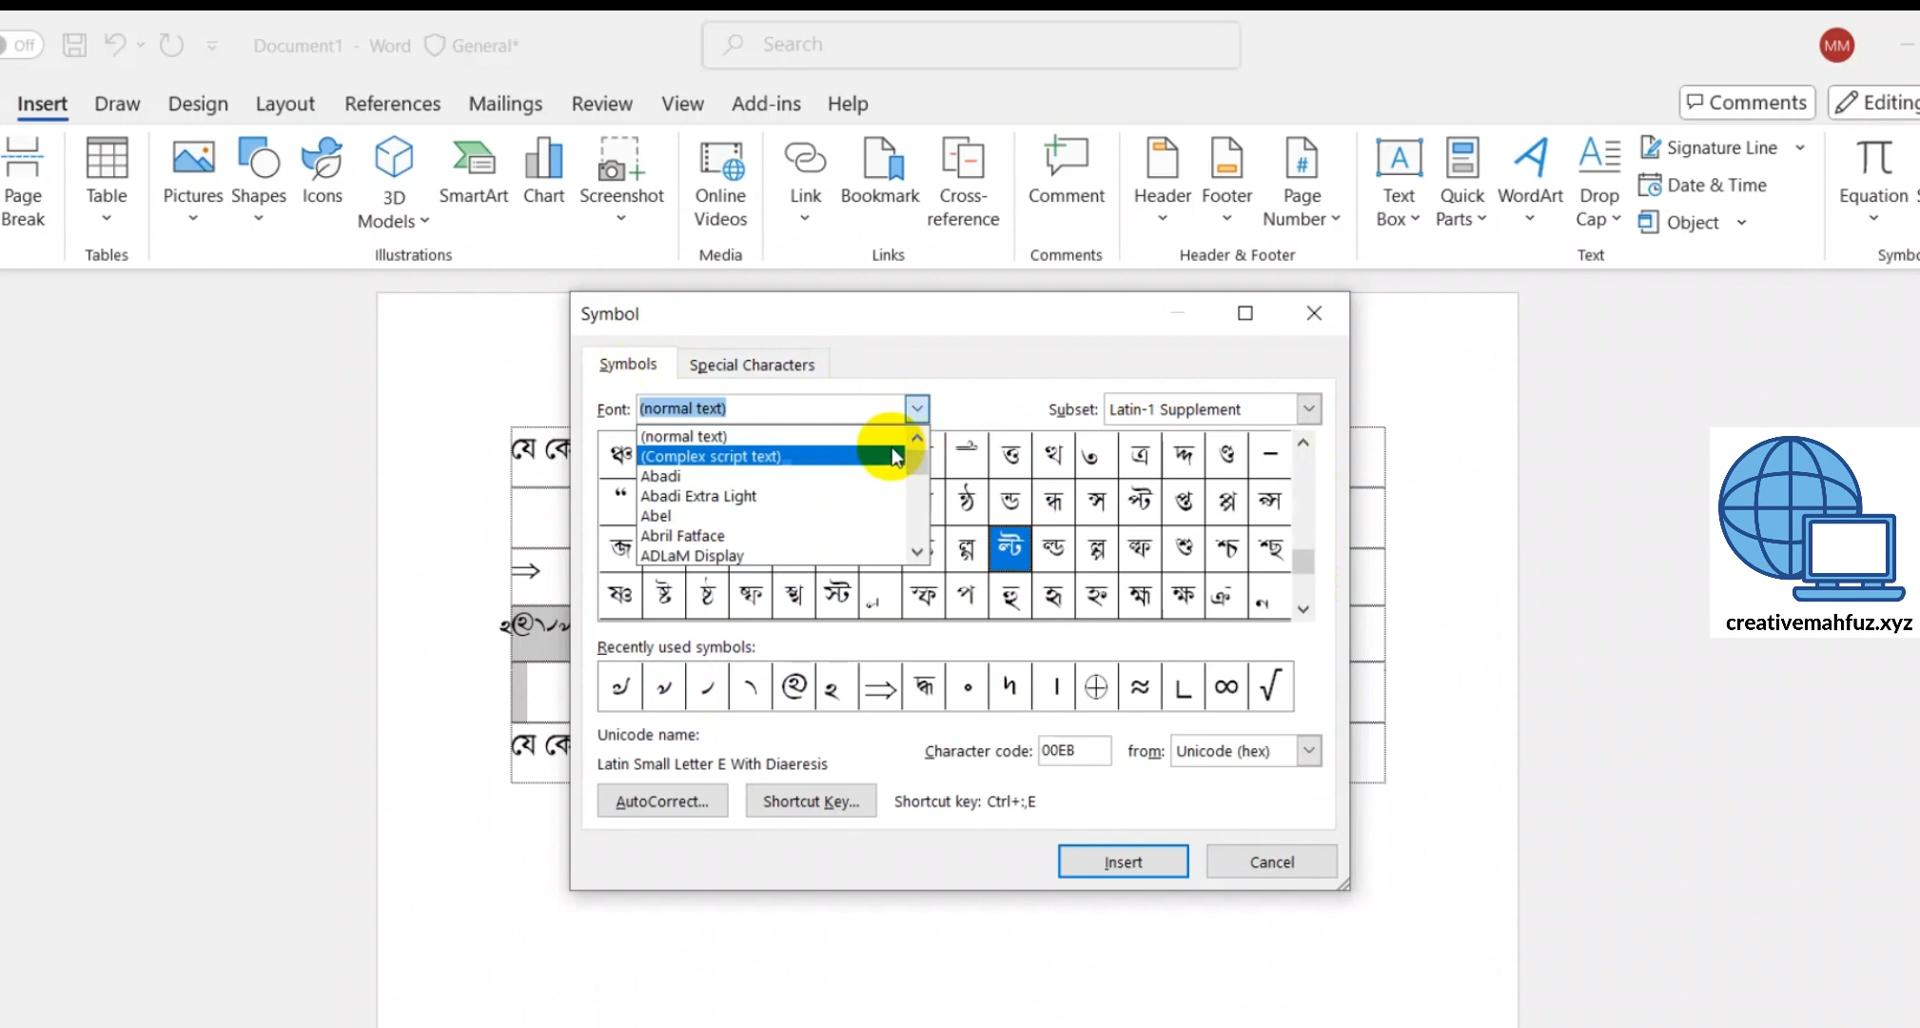 Off
Document1 - Word General*
Search
MM
Insert Draw Design Layout References Mailings Review View Add-ins Help
Comments
Editing
Page Break
Table
Pictures
Shapes
Icons
3D Models
SmartArt
Chart
Screenshot
Online Videos
Link
Bookmark
Cross-reference
Comment
Header
Footer
Page Number
Text Box
Quick Parts
WordArt
Drop Cap
Signature Line
Date & Time
Object
Equation
Tables
Illustrations
Media
Links
Comments
Header & Footer
Text
Symbol
Symbols
Special Characters
Font: (normal text)
Subset: Latin-1 Supplement
(normal text)
(Complex script text)
Abadi
Abadi Extra Light
Abel
Abril Fatface
ADLaM Display
যে
⇒
যে
Recently used symbols:
Unicode name:
Latin Small Letter E With Diaeresis
Character code: 00EB
from: Unicode (hex)
AutoCorrect...
Shortcut Key...
Shortcut key: Ctrl+:,E
Insert
Cancel
creativemahfuz.xyz